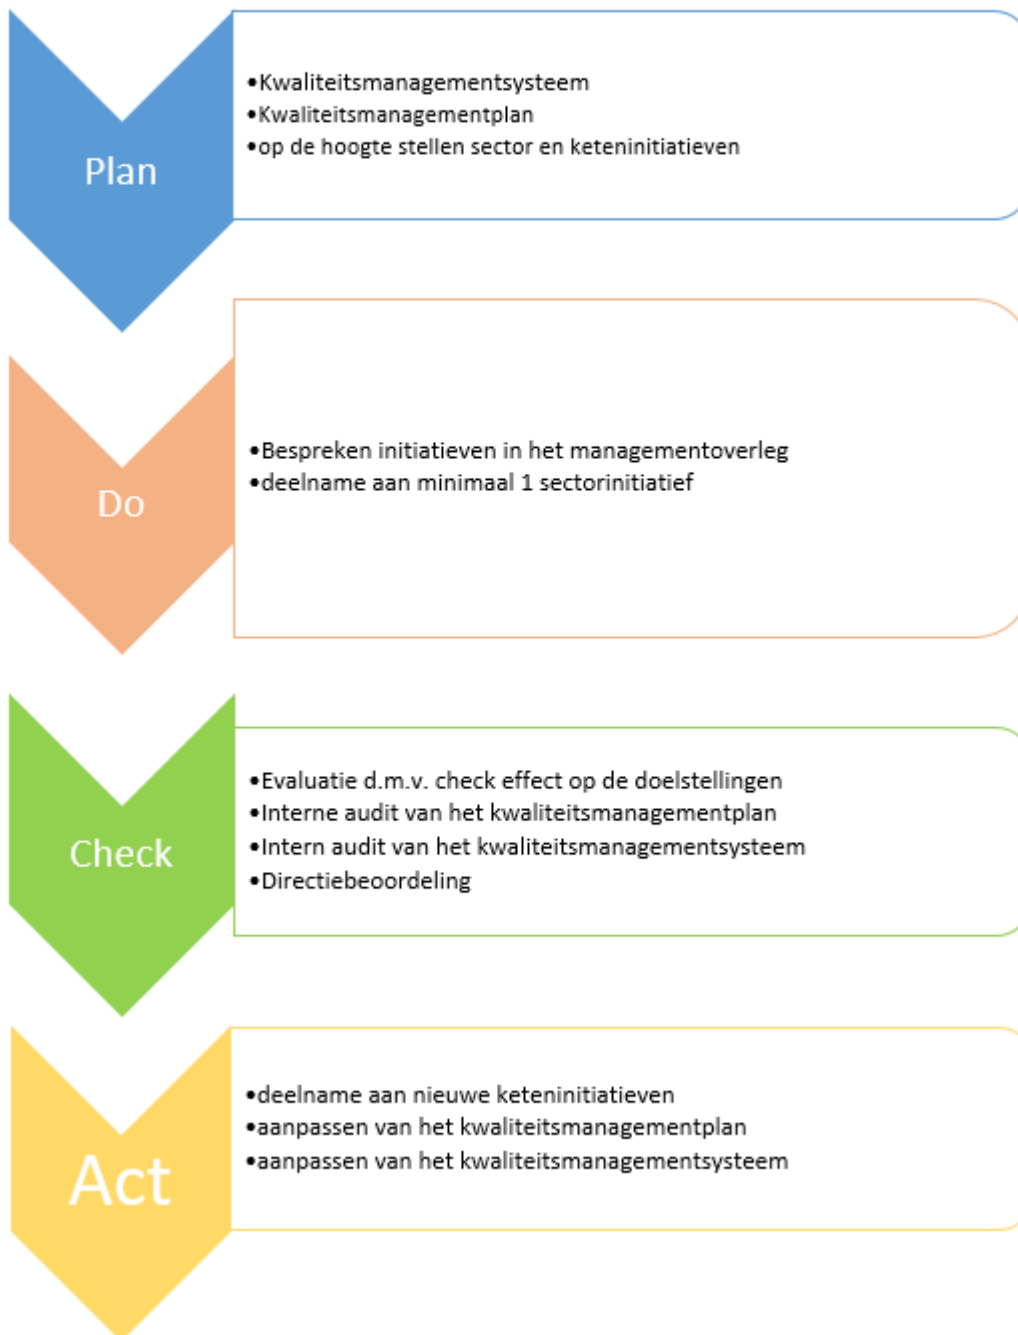 Plan
•Kwaliteitsmanagementsysteem
•Kwaliteitsmanagementplan
•op de hoogte stellen sector en keteninitiatieven
Do
•Bespreken initiatieven in het managementoverleg
•deelname aan minimaal 1 sectorinitiatief
Check
•Evaluatie d.m.v. check effect op de doelstellingen
•Interne audit van het kwaliteitsmanagementplan
•Intern audit van het kwaliteitsmanagementsysteem
•Directiebeoordeling
Act
•deelname aan nieuwe keteninitiatieven
•aanpassen van het kwaliteitsmanagementplan
•aanpassen van het kwaliteitsmanagementsysteem